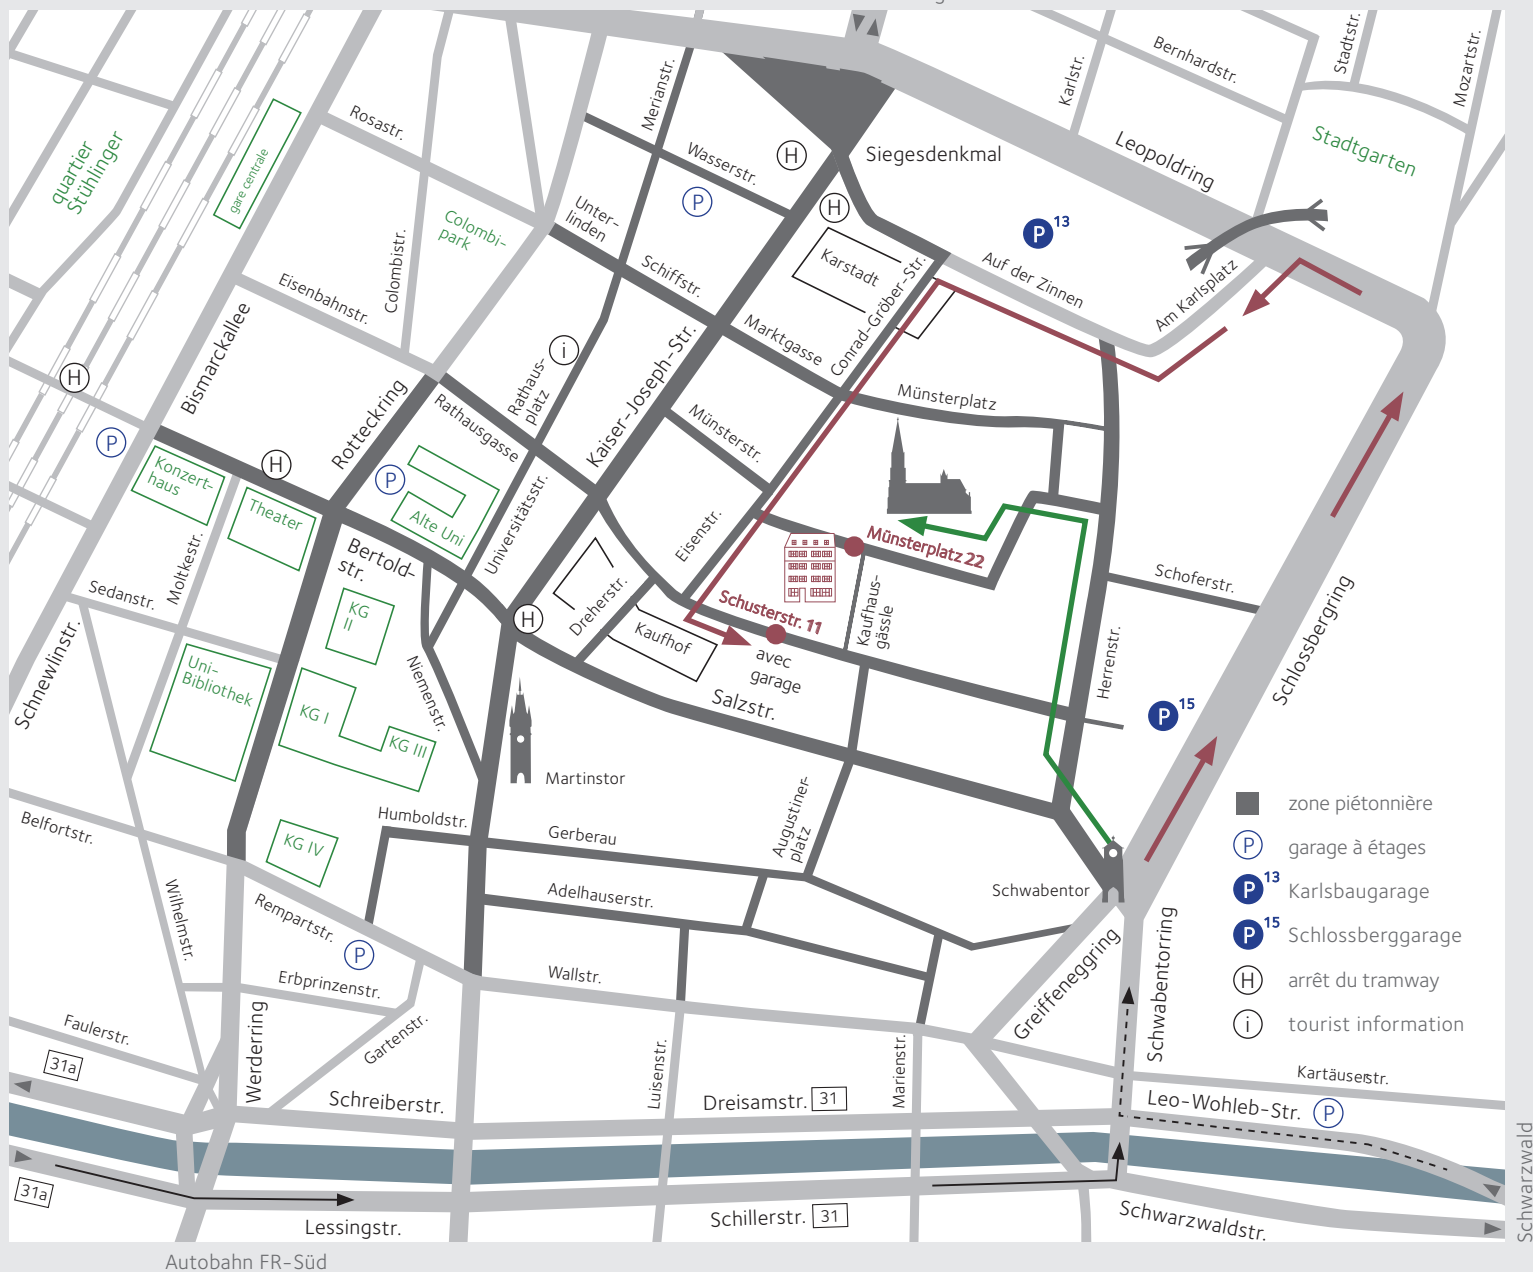 Rosastr.
Merianstr.
Karlstr.
Bernhardstr.
Stadtstr.
Mozartstr.
quartier
Stühlinger
gare centrale
Wasserstr.
H
Siegesdenkmal
Leopoldring
Stadtgarten
P
H
P 13
Colombi-
park
Unter-
linden
Colombistr.
Eisenbahnstr.
Schiffstr.
Karstadt
Conrad-Gröber-Str.
Auf der Zinnen
Am Karlsplatz
Marktgasse
H
Bismarckallee
Rotteckring
i
Rathaus-
platz
Rathausgasse
Kaiser-Joseph-Str.
Münsterplatz
Münsterstr.
P
H
P
Konzert-
haus
Theater
Alte Uni
Universitätsstr.
Eisenstr.
Münsterplatz 22
Bertold-
str.
Moltkestr.
Sedanstr.
Schnewlinstr.
KG
II
H
Dreherstr.
Kaufhof
Schusterstr. 11
avec
garage
Kaufhaus-
gässle
Schoferstr.
Herrenstr.
Schlossbergring
Uni-
Bibliothek
KG I
KG III
Niemenstr.
Salzstr.
P 15
Martinstor
Augustiner-
platz
zone piétonnière
P garage à étages
P 13 Karlsbaugarage
P 15 Schlossberggarage
H arrêt du tramway
i tourist information
Belfortstr.
KG IV
Humboldstr.
Gerberau
Adelhauserstr.
Schwabentor
Wilhelmstr.
Rempartstr.
P
Erbprinzenstr.
Wallstr.
Greiffeneggring
Schwabentorring
Faulerstr.
31a
Werderring
Gartenstr.
Schreiberstr.
Luisenstr.
Dreisamstr. 31
Marienstr.
Kartäuserstr.
Leo-Wohleb-Str. P
31a
Lessingstr.
Schillerstr. 31
Schwarzwaldstr.
Schwarzwald
Autobahn FR-Süd